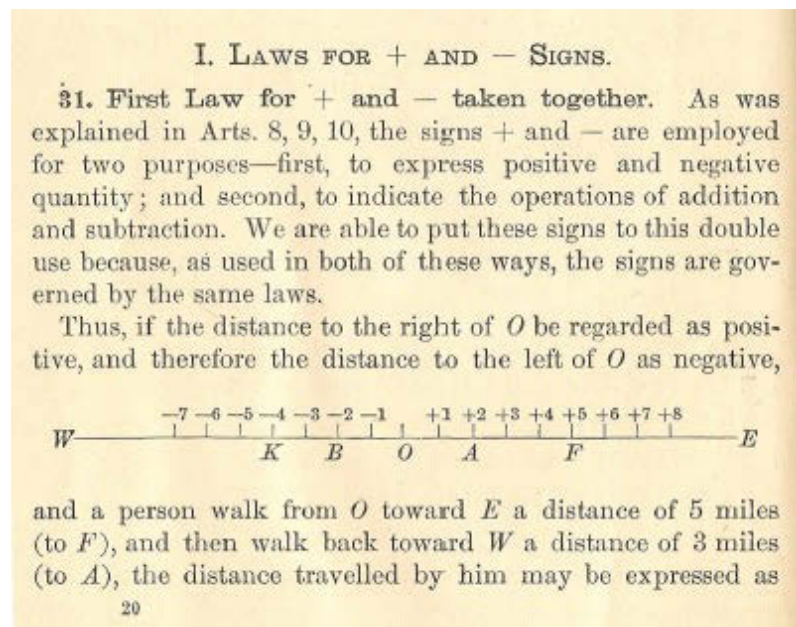 I. LAWS FOR + AND − SIGNS.
31. First Law for + and − taken together. As was
explained in Arts. 8, 9, 10, the signs + and − are employed
for two purposes—first, to express positive and negative
quantity; and second, to indicate the operations of addition
and subtraction. We are able to put these signs to this double
use because, as used in both of these ways, the signs are gov-
erned by the same laws.
Thus, if the distance to the right of O be regarded as posi-
tive, and therefore the distance to the left of O as negative,
−7 −6 −5 −4 −3 −2 −1 +1 +2 +3 +4 +5 +6 +7 +8
W E
K B O A F
and a person walk from O toward E a distance of 5 miles
(to F), and then walk back toward W a distance of 3 miles
(to A), the distance travelled by him may be expressed as
20